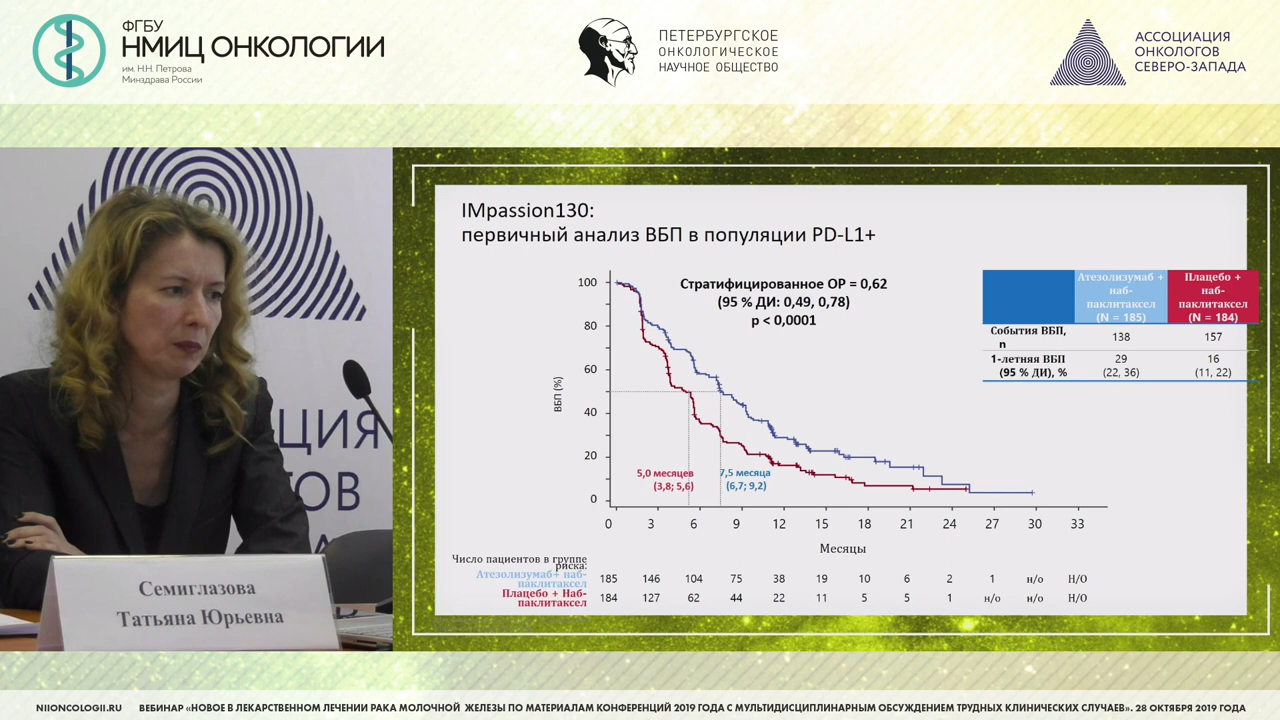 ФГБУ
НМИЦ ОНКОЛОГИИ
им. Н.Н. Петрова
Минздрава России
ПЕТЕРБУРГСКОЕ
ОНКОЛОГИЧЕСКОЕ
НАУЧНОЕ ОБЩЕСТВО
АССОЦИАЦИЯ
ОНКОЛОГОВ
СЕВЕРО-ЗАПАДА
ЦИЯ
ТОВ
Семиглазова
Татьяна Юрьевна
IMpassion130:
первичный анализ ВБП в популяции PD-L1+
Стратифицированное ОР = 0,62
(95 % ДИ: 0,49, 0,78)
p < 0,0001
Атезолизумаб + наб-паклитаксел (N = 185)
Плацебо + наб-паклитаксел (N = 184)
События ВБП, n 138 157
1-летняя ВБП (95 % ДИ), % 29 (22, 36) 16 (11, 22)
ВБП (%)
100
80
60
40
20
0
5,0 месяцев
(3,8; 5,6)
7,5 месяца
(6,7; 9,2)
0 3 6 9 12 15 18 21 24 27 30 33
Месяцы
Число пациентов в группе
риска:
Атезолизумаб+ наб-
паклитаксел
185 146 104 75 38 19 10 6 2 1 н/о Н/О
Плацебо + Наб-
паклитаксел
184 127 62 44 22 11 5 5 1 н/о н/о Н/О
NIIONCOLOGII.RU ВЕБИНАР «НОВОЕ В ЛЕКАРСТВЕННОМ ЛЕЧЕНИИ РАКА МОЛОЧНОЙ ЖЕЛЕЗЫ ПО МАТЕРИАЛАМ КОНФЕРЕНЦИЙ 2019 ГОДА С МУЛЬТИДИСЦИПЛИНАРНЫМ ОБСУЖДЕНИЕМ ТРУДНЫХ КЛИНИЧЕСКИХ СЛУЧАЕВ». 28 ОКТЯБРЯ 2019 ГОДА